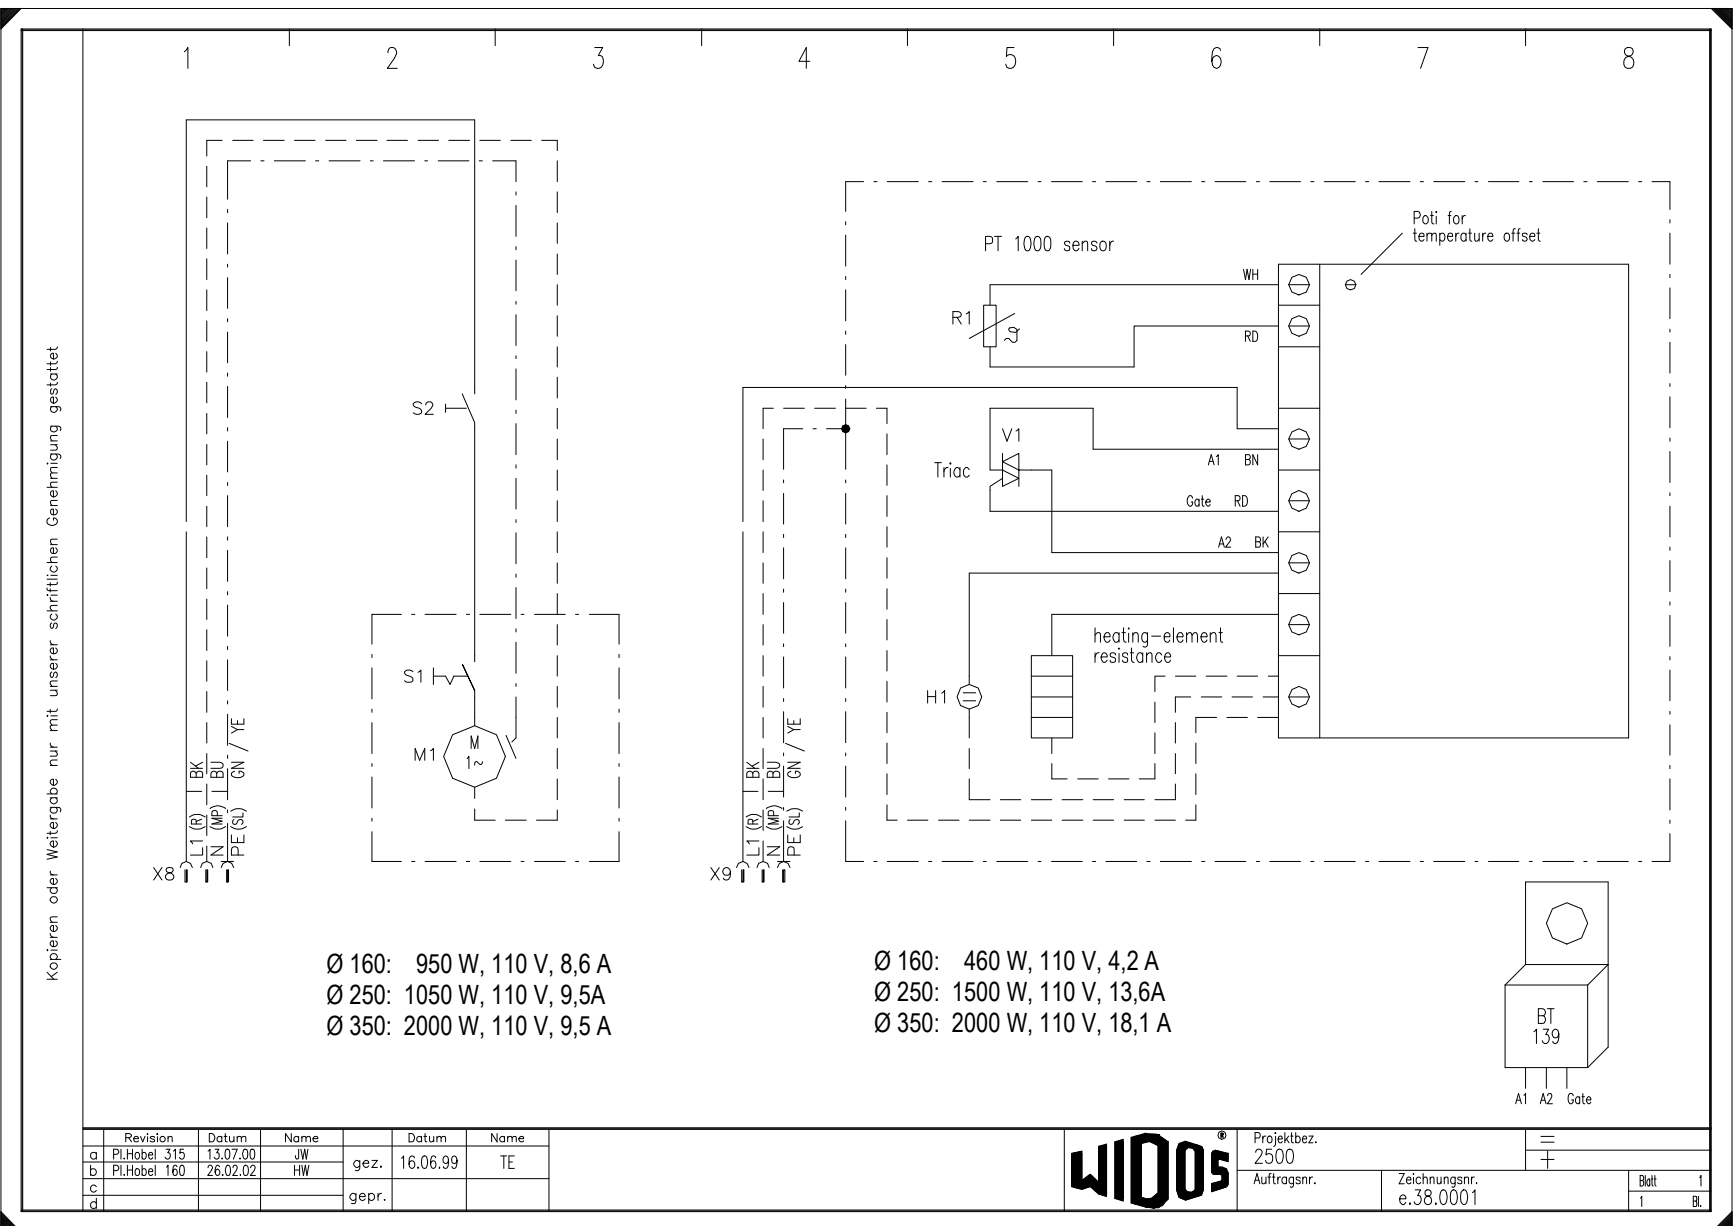 1 2 3 4 5 6 7 8
Kopieren oder Weitergabe nur mit unserer schriftlichen Genehmigung gestattet
S2
S1
M1
M
1~
BK
BU
GN / YE
L1 (R)
N (MP)
PE (SL)
X8
Poti for
temperature offset
PT 1000 sensor
WH
R1
ϑ
RD
V1
Triac
A1 BN
Gate RD
A2 BK
heating-element
resistance
H1
BK
BU
GN / YE
L1 (R)
N (MP)
PE (SL)
X9
Ø 160: 950 W, 110 V, 8,6 A
Ø 250: 1050 W, 110 V, 9,5A
Ø 350: 2000 W, 110 V, 9,5 A
Ø 160: 460 W, 110 V, 4,2 A
Ø 250: 1500 W, 110 V, 13,6A
Ø 350: 2000 W, 110 V, 18,1 A
BT
139
A1 A2 Gate
Revision Datum Name Datum Name
a Pl.Hobel 315 13.07.00 JW
b Pl.Hobel 160 26.02.02 HW
c
d
gez. 16.06.99 TE
gepr.
WIDOS ®
Projektbez.
2500
Auftragsnr.
Zeichnungsnr.
e.38.0001
=
+
Blatt 1
1 Bl.